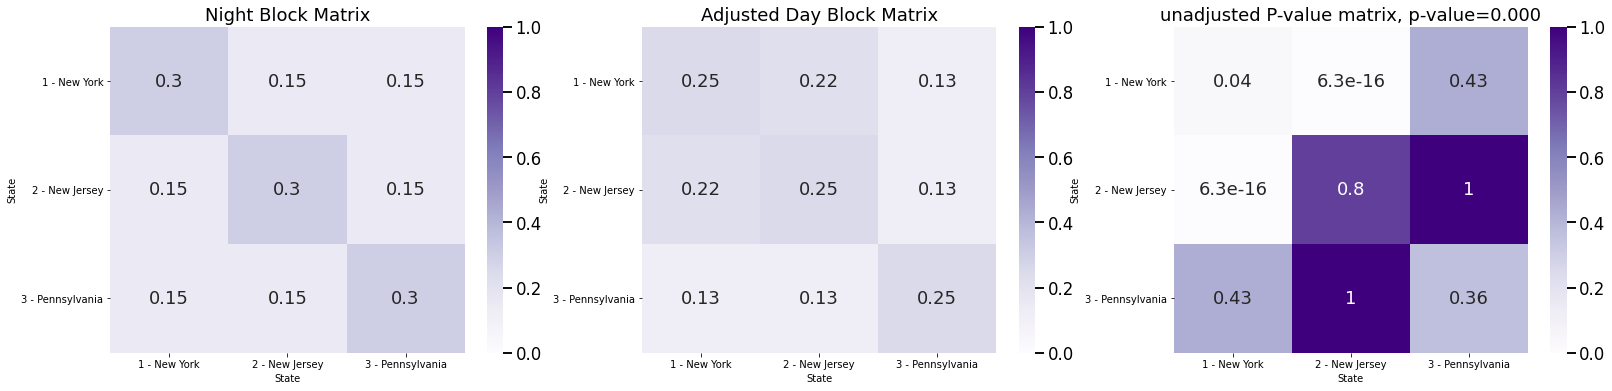 Night Block Matrix
1.0
1 - New York
0.3 0.15 0.15
0.8
0.6
State
2 - New Jersey
0.15 0.3 0.15
0.4
0.2
3 - Pennsylvania
0.15 0.15 0.3
0.0
1 - New York 2 - New Jersey 3 - Pennsylvania
State
Adjusted Day Block Matrix
1.0
1 - New York
0.25 0.22 0.13
0.8
0.6
State
2 - New Jersey
0.22 0.25 0.13
0.4
0.2
3 - Pennsylvania
0.13 0.13 0.25
0.0
1 - New York 2 - New Jersey 3 - Pennsylvania
State
unadjusted P-value matrix, p-value=0.000
1.0
1 - New York
0.04 6.3e-16 0.43
0.8
0.6
State
2 - New Jersey
6.3e-16 0.8 1
0.4
0.2
3 - Pennsylvania
0.43 1 0.36
0.0
1 - New York 2 - New Jersey 3 - Pennsylvania
State